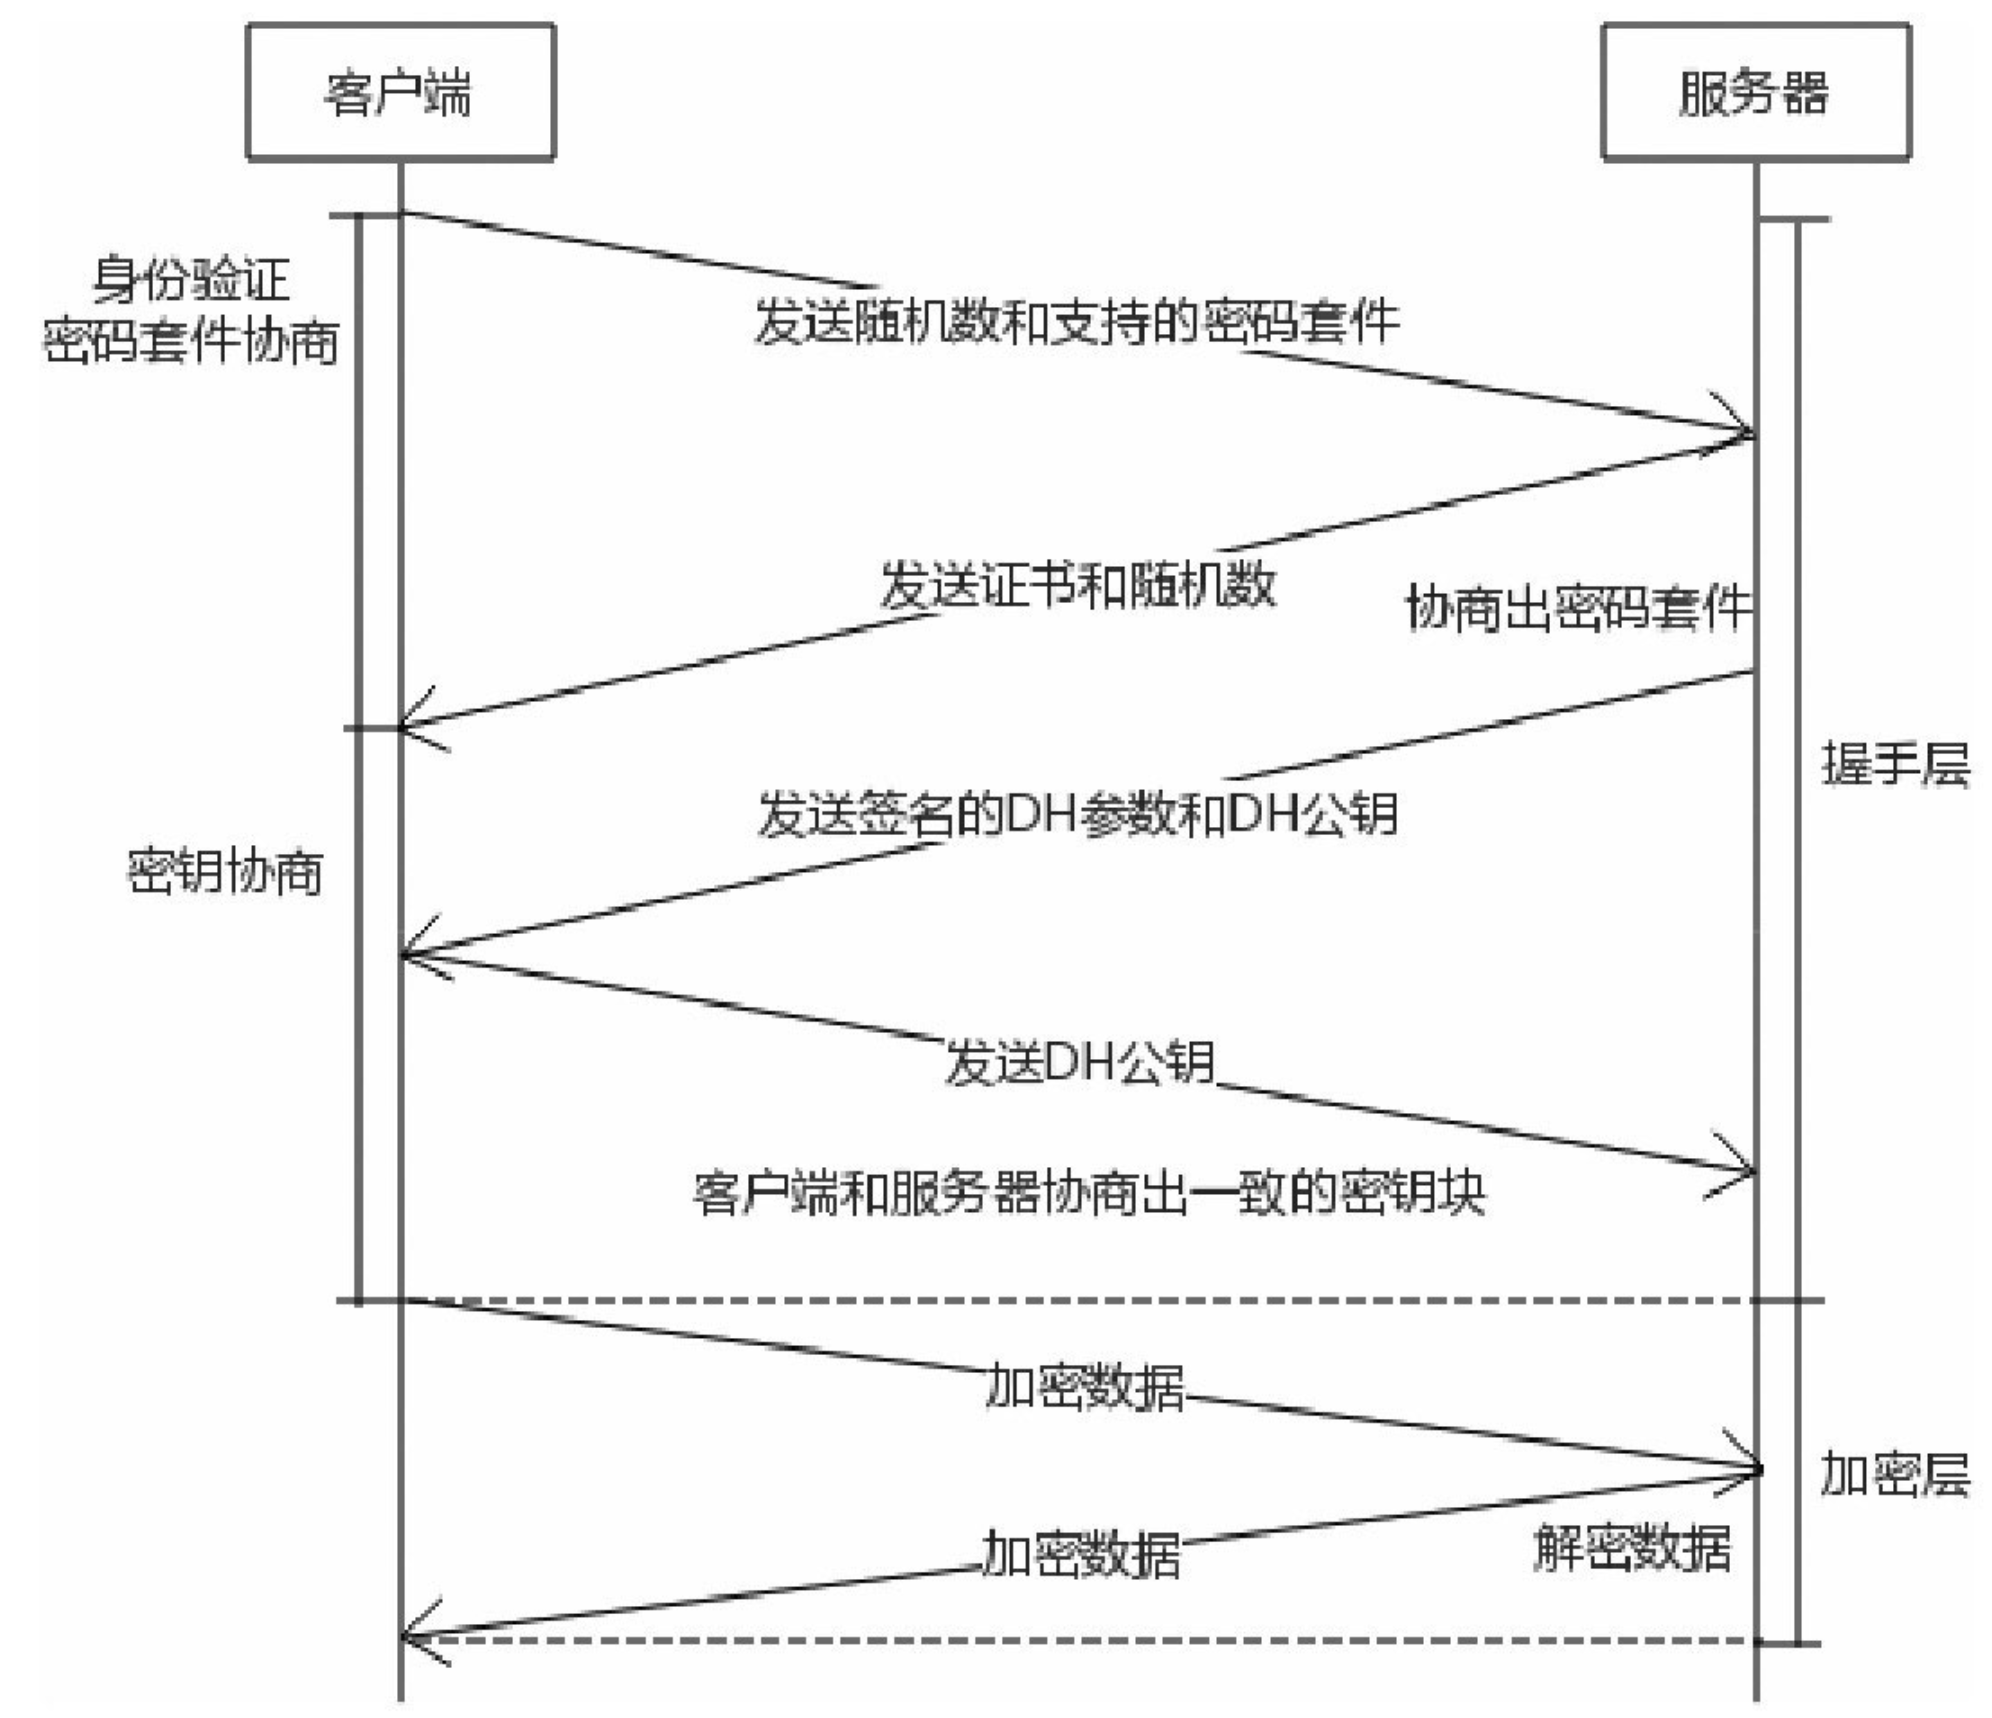 客户端
服务器
身份验证
密码套件协商
发送随机数和支持的密码套件
发送证书和随机数
协商出密码套件
握手层
发送签名的DH参数和DH公钥
密钥协商
发送DH公钥
客户端和服务器协商出一致的密钥块
加密数据
加密层
解密数据
加密数据